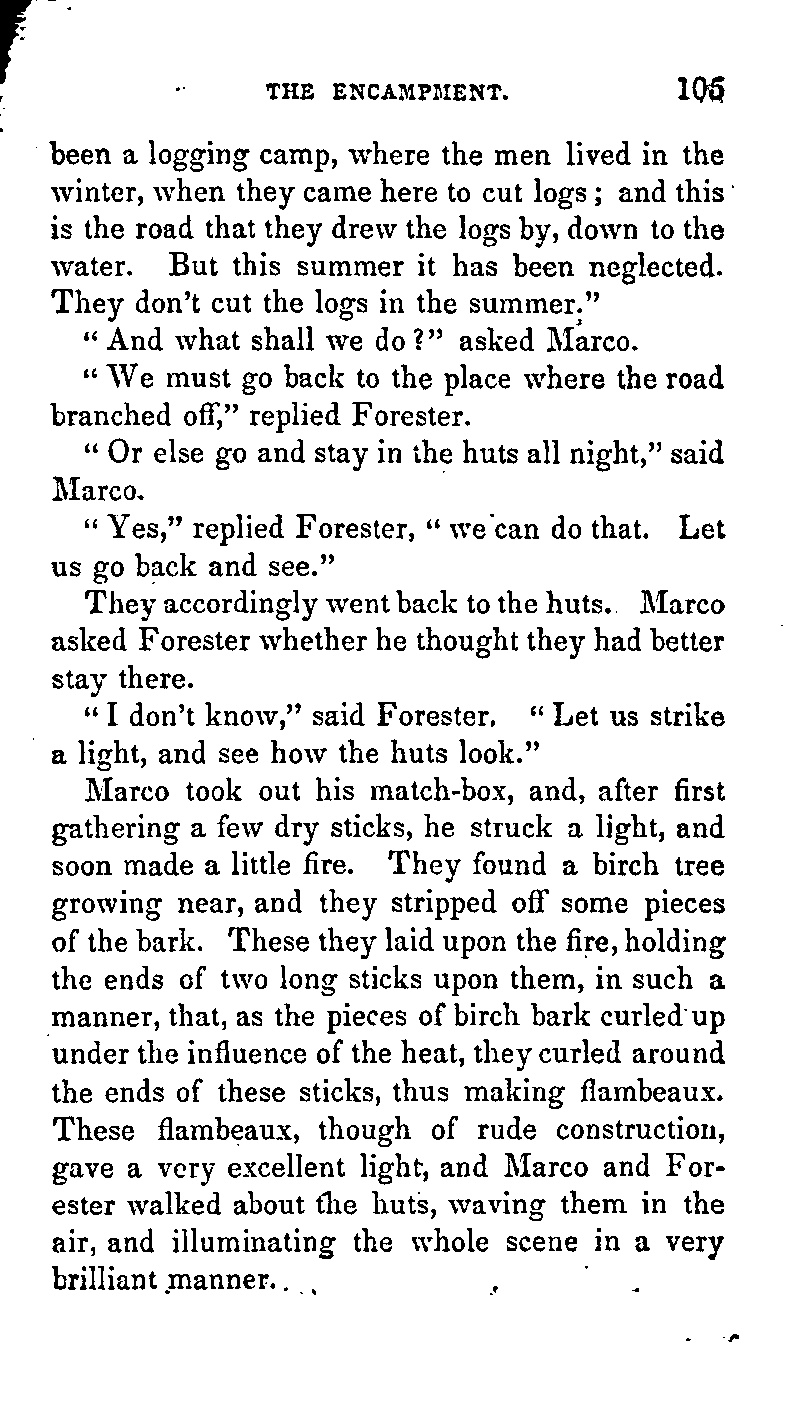 THE ENCAMPMENT. 105
been a logging camp, where the men lived in the
winter, when they came here to cut logs; and this
is the road that they drew the logs by, down to the
water. But this summer it has been neglected.
They don't cut the logs in the summer."
"And what shall we do?" asked Marco.
"We must go back to the place where the road
branched off," replied Forester.
"Or else go and stay in the huts all night," said
Marco.
"Yes," replied Forester, "we can do that. Let
us go back and see."
They accordingly went back to the huts. Marco
asked Forester whether he thought they had better
stay there.
"I don't know," said Forester. "Let us strike
a light, and see how the huts look."
Marco took out his match-box, and, after first
gathering a few dry sticks, he struck a light, and
soon made a little fire. They found a birch tree
growing near, and they stripped off some pieces
of the bark. These they laid upon the fire, holding
the ends of two long sticks upon them, in such a
manner, that, as the pieces of birch bark curled up
under the influence of the heat, they curled around
the ends of these sticks, thus making flambeaux.
These flambeaux, though of rude construction,
gave a very excellent light, and Marco and For-
ester walked about the huts, waving them in the
air, and illuminating the whole scene in a very
brilliant manner.